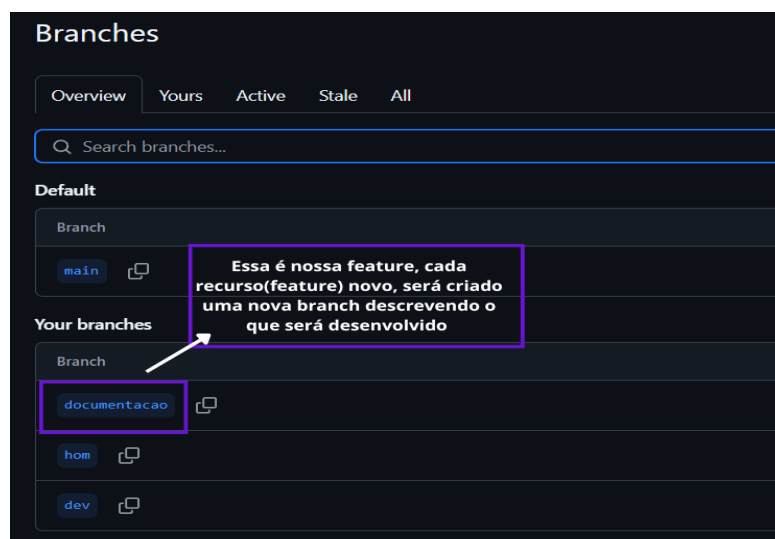 Branches
Overview Yours Active Stale All
Search branches...
Default
Branch
main
Essa é nossa feature, cada
recurso(feature) novo, será criado
uma nova branch descrevendo o
que será desenvolvido
Your branches
Branch
documentacao
hom
dev